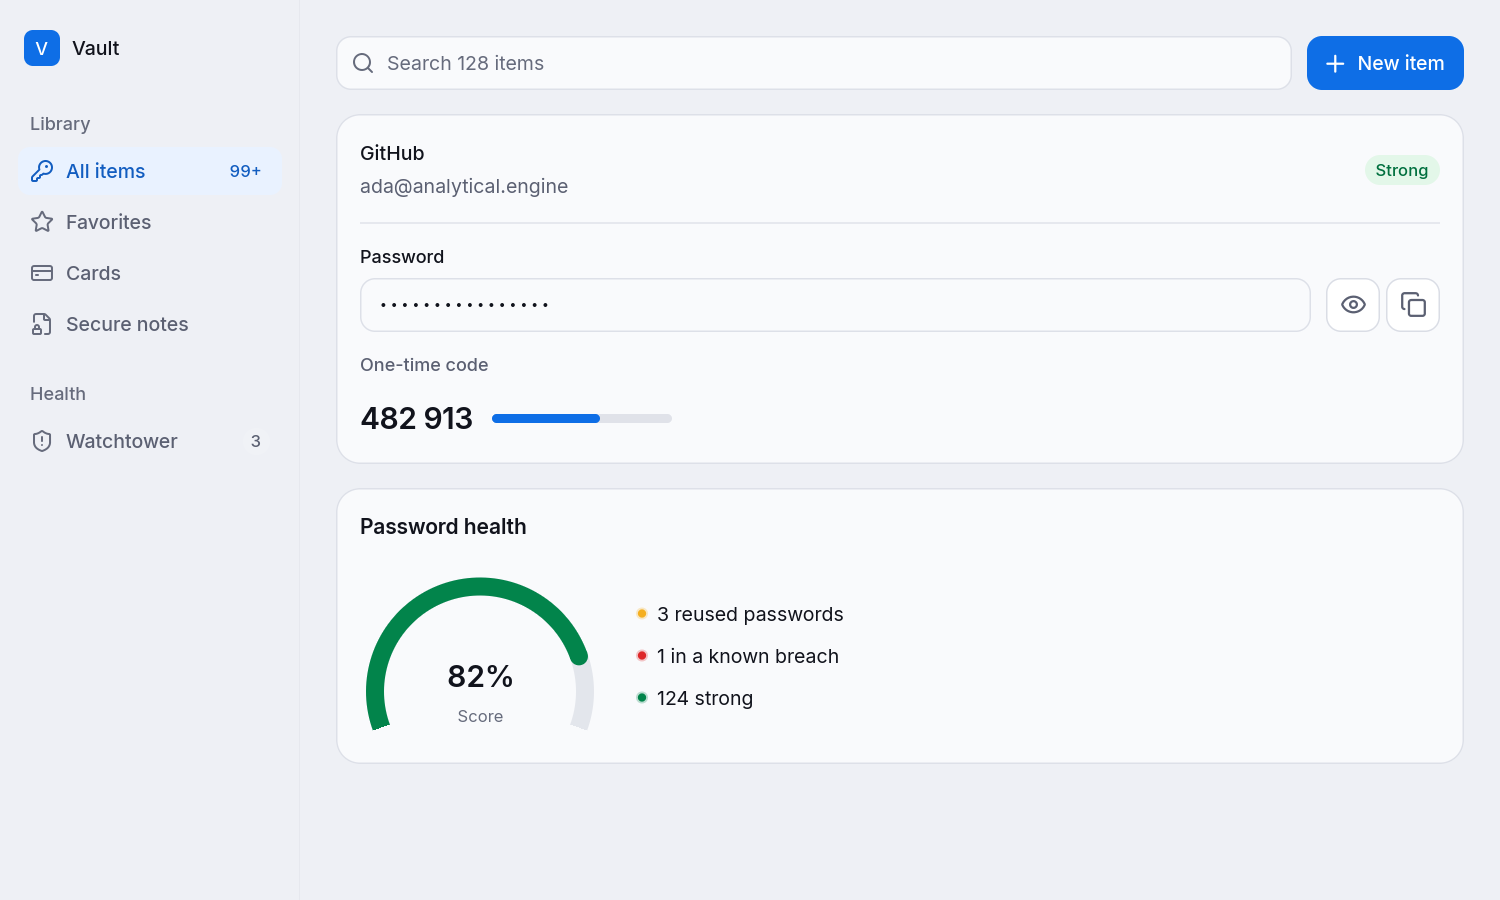 V Vault
Library
All items 99+
Favorites
Cards
Secure notes
Health
Watchtower 3
Search 128 items
New item
GitHub
ada@analytical.engine
Strong
Password
••••••••••••••••
One-time code
482 913
Password health
82%
Score
3 reused passwords
1 in a known breach
124 strong